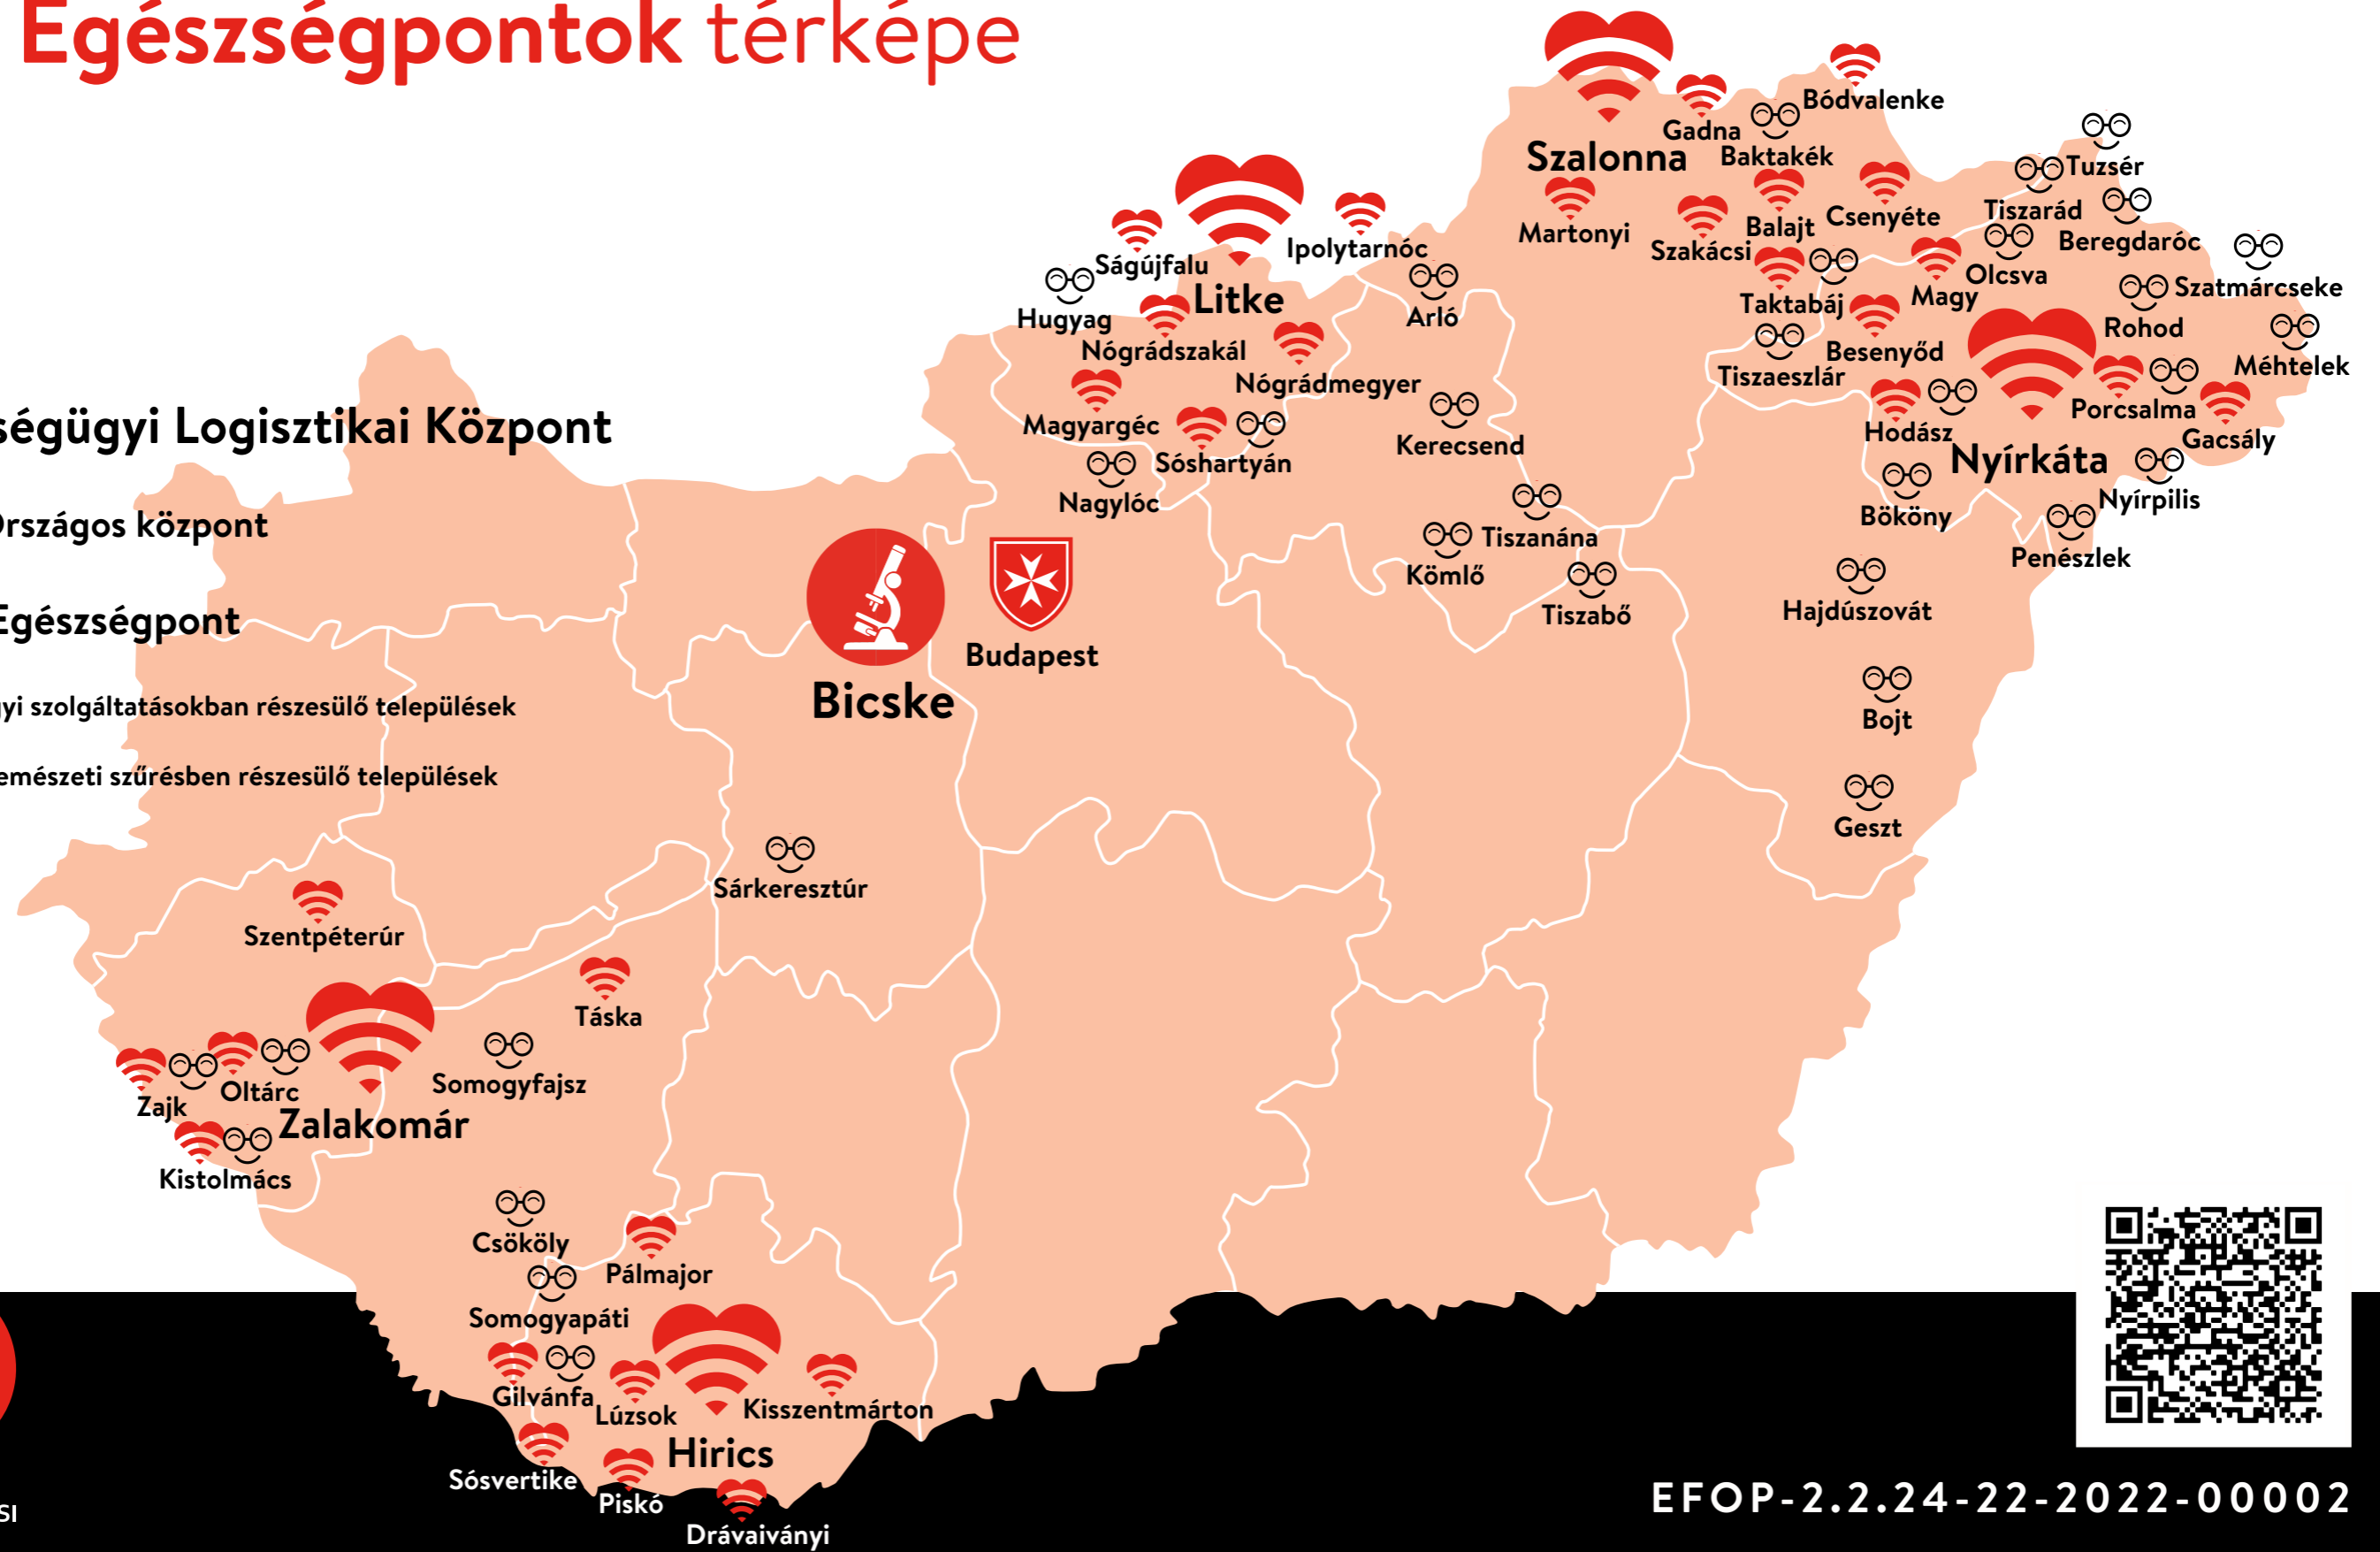 Egészségpontok térképe
ségügyi Logisztikai Központ
Országos központ
Egészségpont
gyi szolgáltatásokban részesülő települések
emészeti szűrésben részesülő települések
Bódvalenke
Gadna
Szalonna
Baktakék
Tuzsér
Martonyi
Szakácsi
Balajt
Csenyéte
Tiszarád
Beregdaróc
Ságújfalu
Ipolytarnóc
Litke
Hugyag
Arló
Taktabáj
Magy
Olcsva
Szatmárcseke
Rohod
Nógrádszakál
Nógrádmegyer
Tiszaeszlár
Besenyőd
Méhtelek
Magyargéc
Sóshartyán
Kerecsend
Hodász
Nyírkáta
Porcsalma
Gacsály
Nagylóc
Bököny
Nyírpilis
Penészlek
Tiszanána
Kömlő
Tiszabő
Hajdúszovát
Budapest
Bicske
Bojt
Geszt
Sárkeresztúr
Szentpéterúr
Táska
Somogyfajsz
Zajk
Oltárc
Zalakomár
Kistolmács
Csököly
Pálmajor
Somogyapáti
Gilvánfa
Lúzsok
Kisszentmárton
Hirics
Sósvertike
Piskó
Drávaiványi
SI
EFOP-2.2.24-22-2022-00002